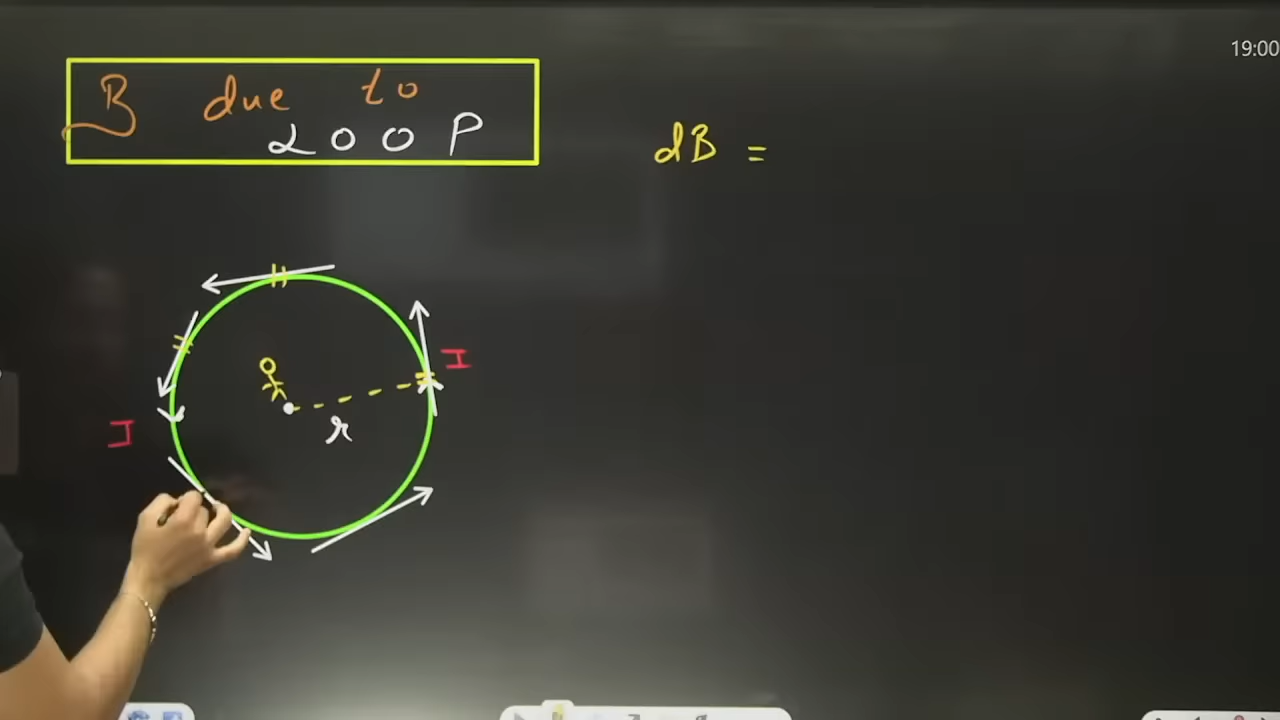 19:00
B due to
LOOP
dB =
I
r
I